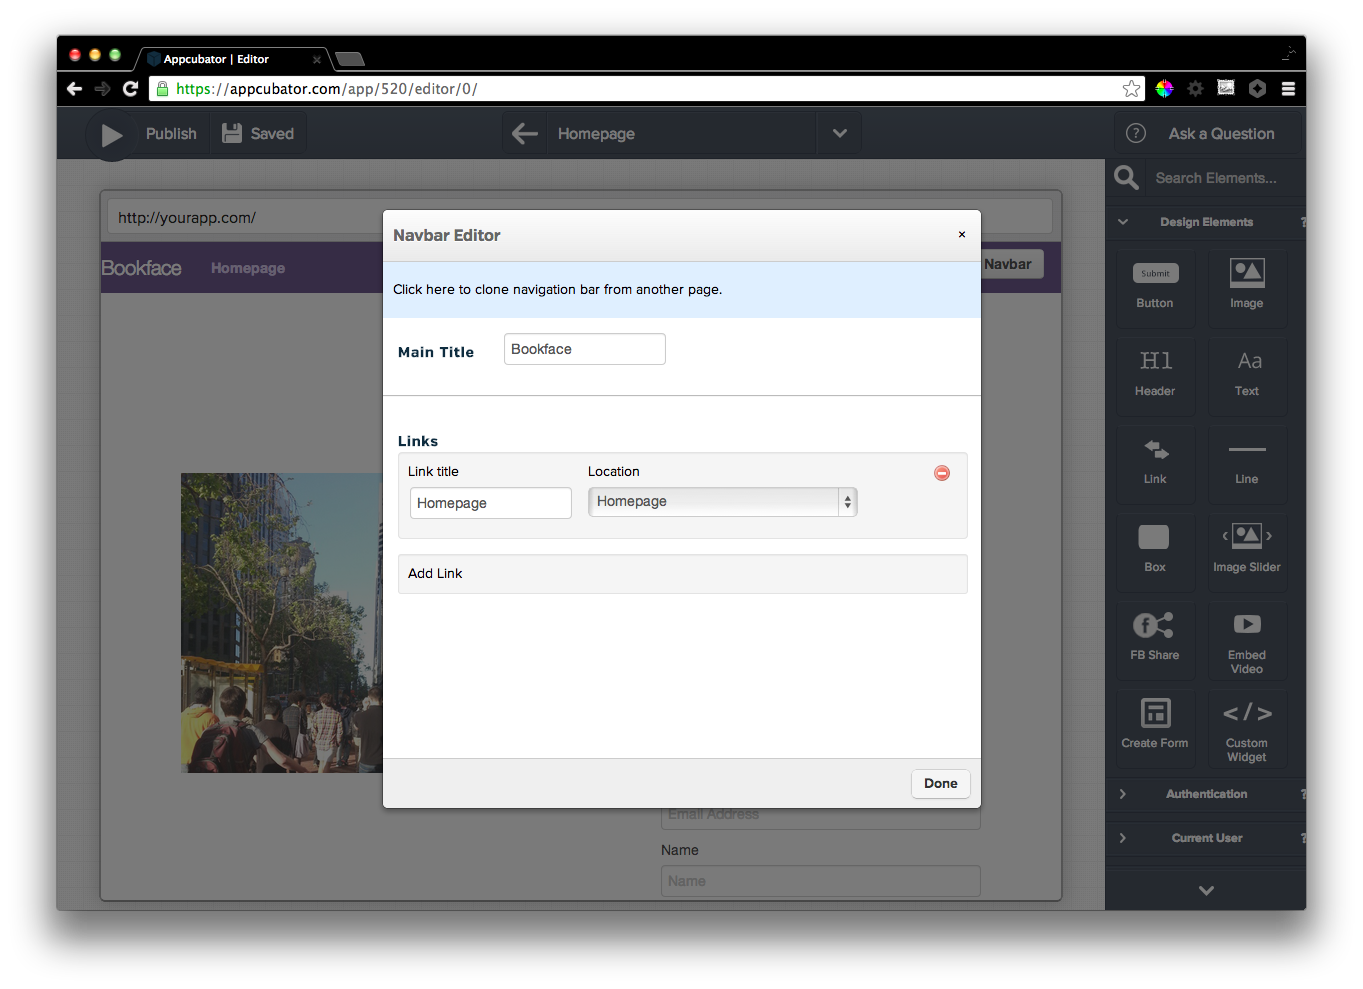 Appcubator | Editor
https://appcubator.com/app/520/editor/0/
Publish
Saved
Homepage
? Ask a Question
Search Elements...
http://yourapp.com/
Bookface
Homepage
Navbar
Navbar Editor
×
Click here to clone navigation bar from another page.
Main Title
Bookface
Links
Link title
Location
Homepage
Homepage
Add Link
Done
Email Address
Name
Name
Design Elements ?
Submit
Button
Image
H1
Header
Aa
Text
Link
Line
Box
Image Slider
f
FB Share
Embed
Video
Create Form
</>
Custom
Widget
Authentication ?
Current User ?